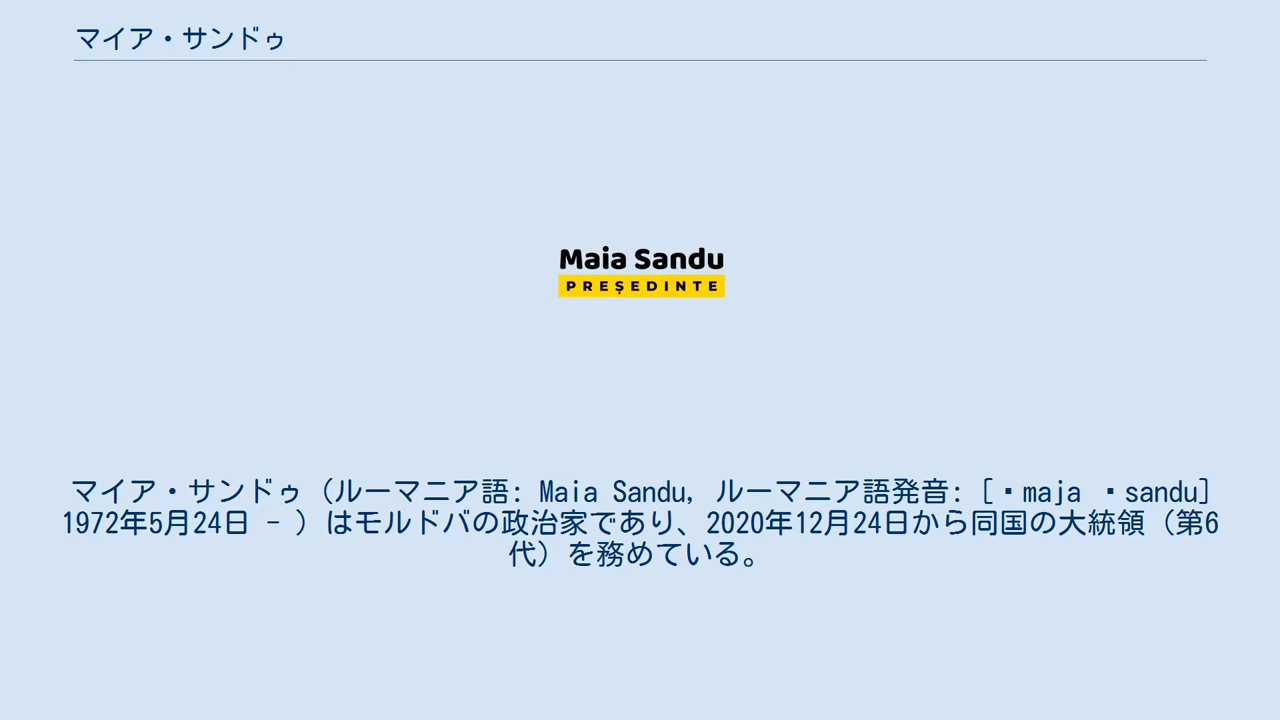 マイア・サンドゥ
Maia Sandu
PREȘEDINTE
マイア・サンドゥ（ルーマニア語: Maia Sandu, ルーマニア語発音: [▪maja ▪sandu]
1972年5月24日 - ）はモルドバの政治家であり、2020年12月24日から同国の大統領（第6
代）を務めている。